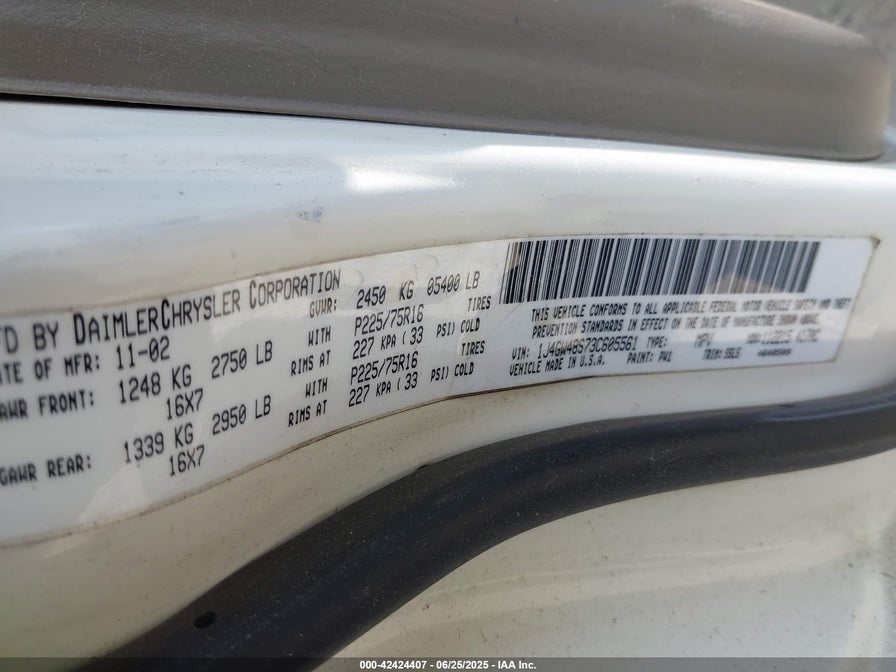 FD BY DAIMLERCHRYSLER CORPORATION
ATE OF MFR: 11-02 GVWR: 2450 KG 05400 LB
AWR FRONT: 1248 KG 2750 LB WITH P225/75R16 TIRES
16X7 RIMS AT 227 KPA ( 33 PSI) COLD
GAWR REAR: 1339 KG 2950 LB WITH P225/75R16 TIRES
16X7 RIMS AT 227 KPA ( 33 PSI) COLD
THIS VEHICLE CONFORMS TO ALL APPLICABLE FEDERAL MOTOR VEHICLE SAFETY AND THEFT
PREVENTION STANDARDS IN EFFECT ON THE DATE OF MANUFACTURE SHOWN ABOVE.
VIN: TYPE: MPV
VEHICLE MADE IN U.S.A. PAINT: PW1 TRIM:
000-42424407 - 06/25/2025 - IAA Inc.